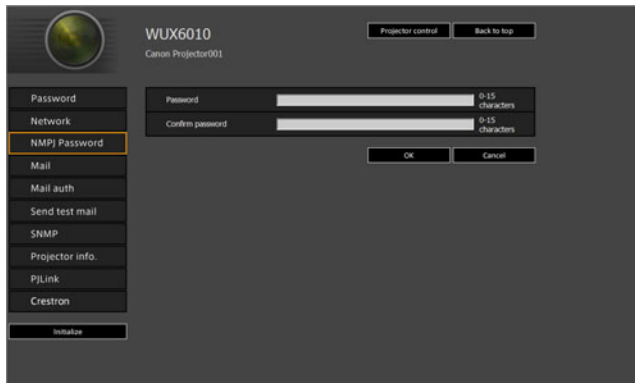 WUX6010
Projector control
Back to top
Canon Projector001
Password
Network
NMPJ Password
Mail
Mail auth
Send test mail
SNMP
Projector info.
PJLink
Crestron
Initialize
Password
0-15
characters
Confirm password
0-15
characters
OK
Cancel